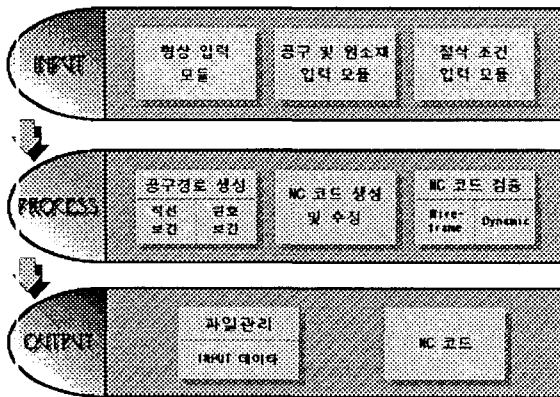 INPUT
형상 입력
모듈
공구 및 원소재
입력 모듈
절삭 조건
입력 모듈
PROCESS
공구경로 생성
직선 원호
보간 보간
NC 코드 생성
및 수정
NC 코드 검증
Wire-
frame
Dynamic
OUTPUT
파일관리
INPUT 데이타
NC 코드